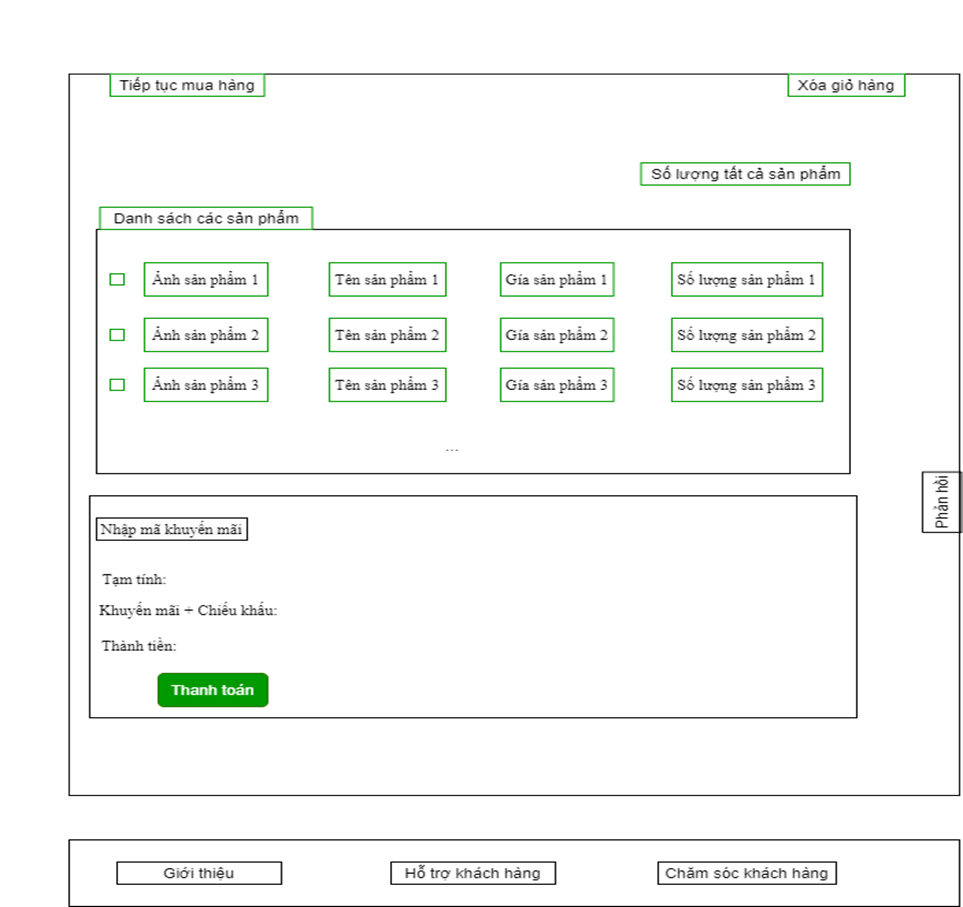 Tiếp tục mua hàng
Xóa giỏ hàng
Số lượng tất cả sản phẩm
Danh sách các sản phẩm
Ảnh sản phẩm 1
Tên sản phẩm 1
Gía sản phẩm 1
Số lượng sản phẩm 1
Ảnh sản phẩm 2
Tên sản phẩm 2
Gía sản phẩm 2
Số lượng sản phẩm 2
Ảnh sản phẩm 3
Tên sản phẩm 3
Gía sản phẩm 3
Số lượng sản phẩm 3
...
Phản hồi
Nhập mã khuyến mãi
Tạm tính:
Khuyến mãi + Chiếu khấu:
Thành tiền:
Thanh toán
Giới thiệu
Hỗ trợ khách hàng
Chăm sóc khách hàng